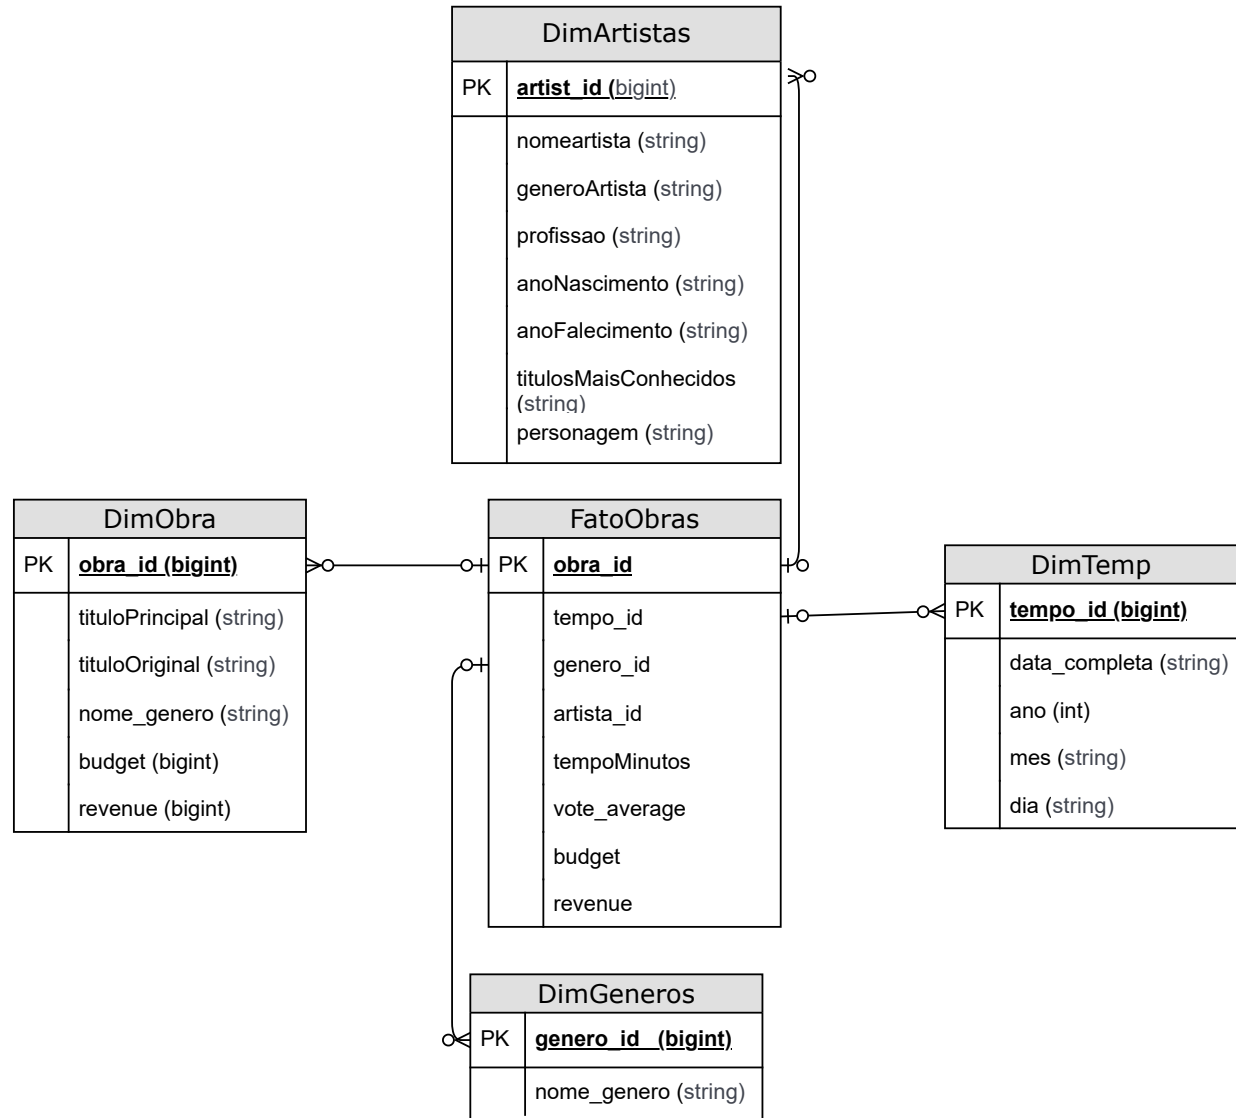 DimArtistas
PK artist_id (bigint)
nomeartista (string)
generoArtista (string)
profissao (string)
anoNascimento (string)
anoFalecimento (string)
titulosMaisConhecidos
(string)
personagem (string)
DimObra
PK obra_id (bigint)
tituloPrincipal (string)
tituloOriginal (string)
nome_genero (string)
budget (bigint)
revenue (bigint)
FatoObras
PK obra_id
tempo_id
genero_id
artista_id
tempoMinutos
vote_average
budget
revenue
DimTemp
PK tempo_id (bigint)
data_completa (string)
ano (int)
mes (string)
dia (string)
DimGeneros
PK genero_id (bigint)
nome_genero (string)